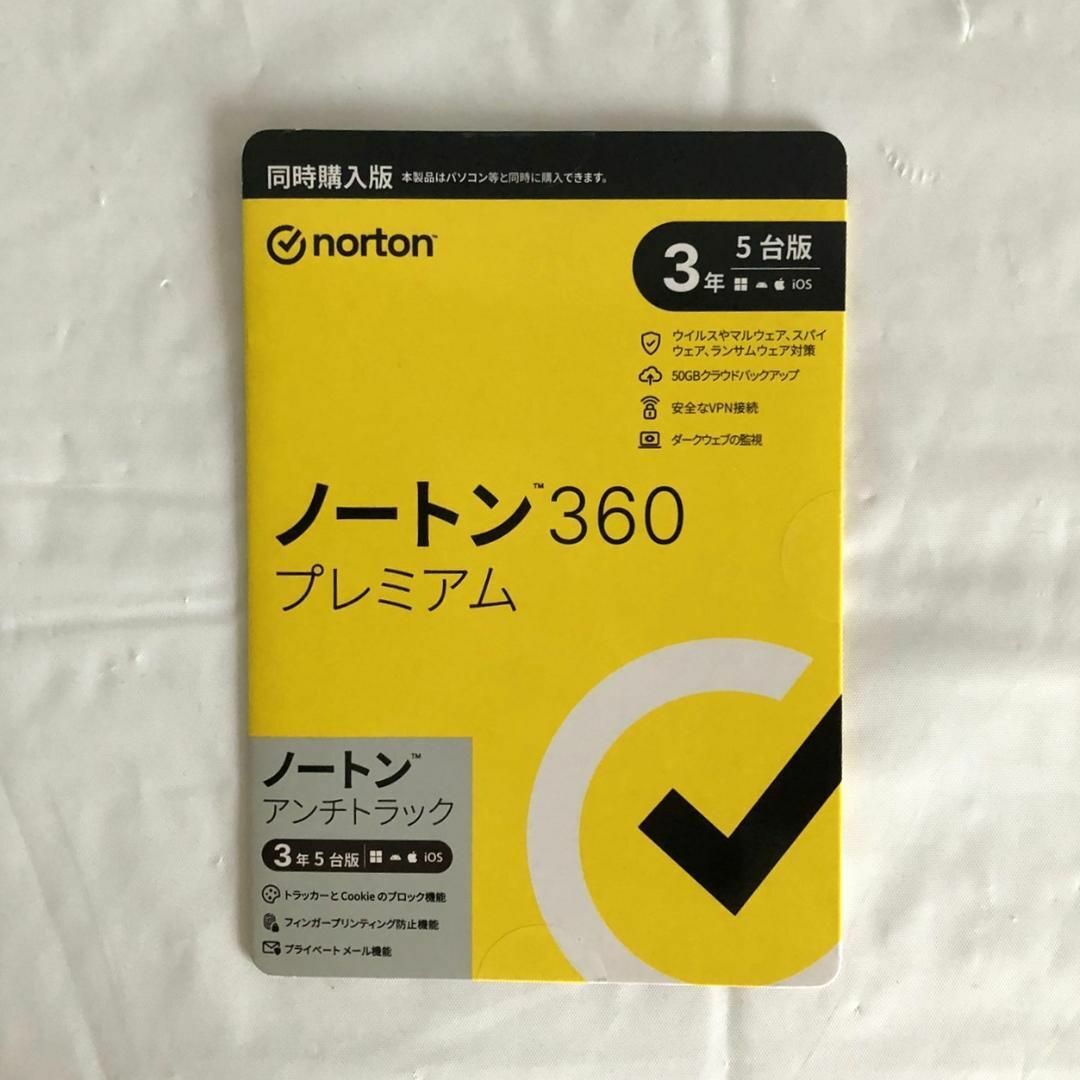 同時購入版 本製品はパソコン等と同時に購入できます。
norton™
3年 5台版
iOS
ウイルスやマルウェア、スパイ
ウェア、ランサムウェア対策
50GBクラウドバックアップ
安全なVPN接続
ダークウェブの監視
ノートン™ 360
プレミアム
ノートン™
アンチトラック
3年5台版 iOS
トラッカーとCookieのブロック機能
フィンガープリンティング防止機能
プライベートメール機能